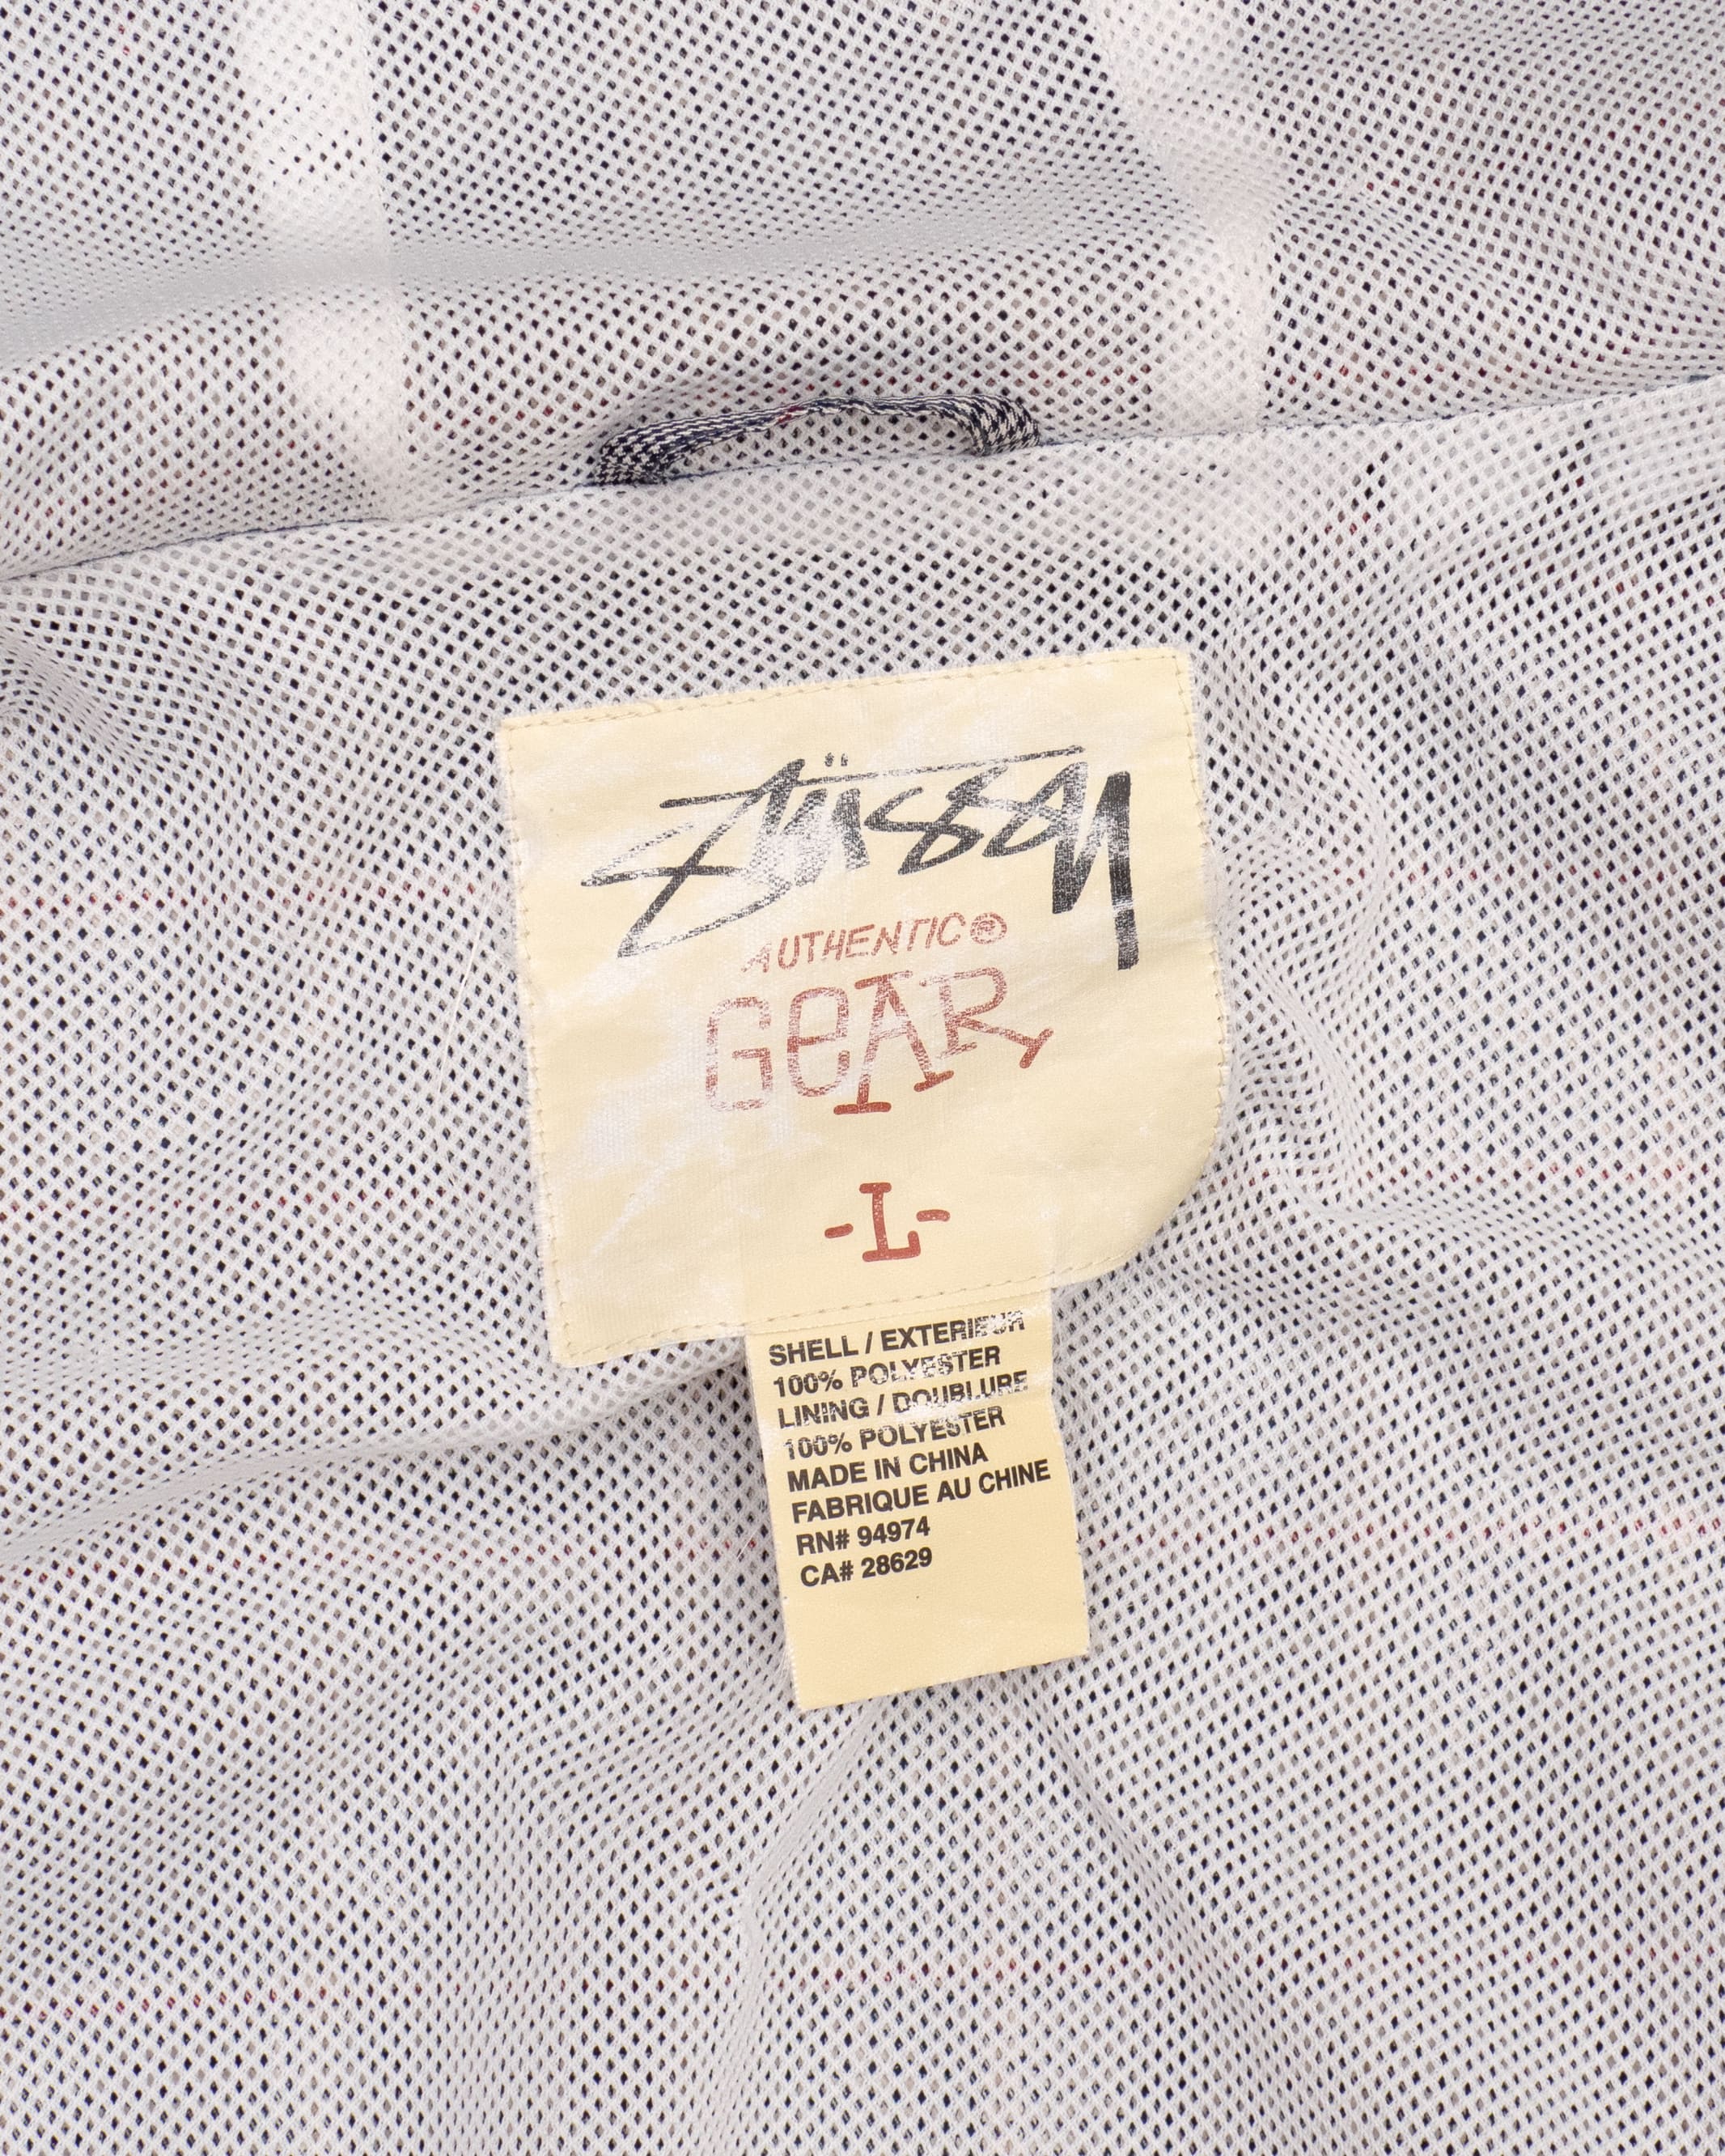 Stüssy
AUTHENTIC®
GEAR
-L-
SHELL / EXTERIEUR
100% POLYESTER
LINING / DOUBLURE
100% POLYESTER
MADE IN CHINA
FABRIQUE AU CHINE
RN# 94974
CA# 28629